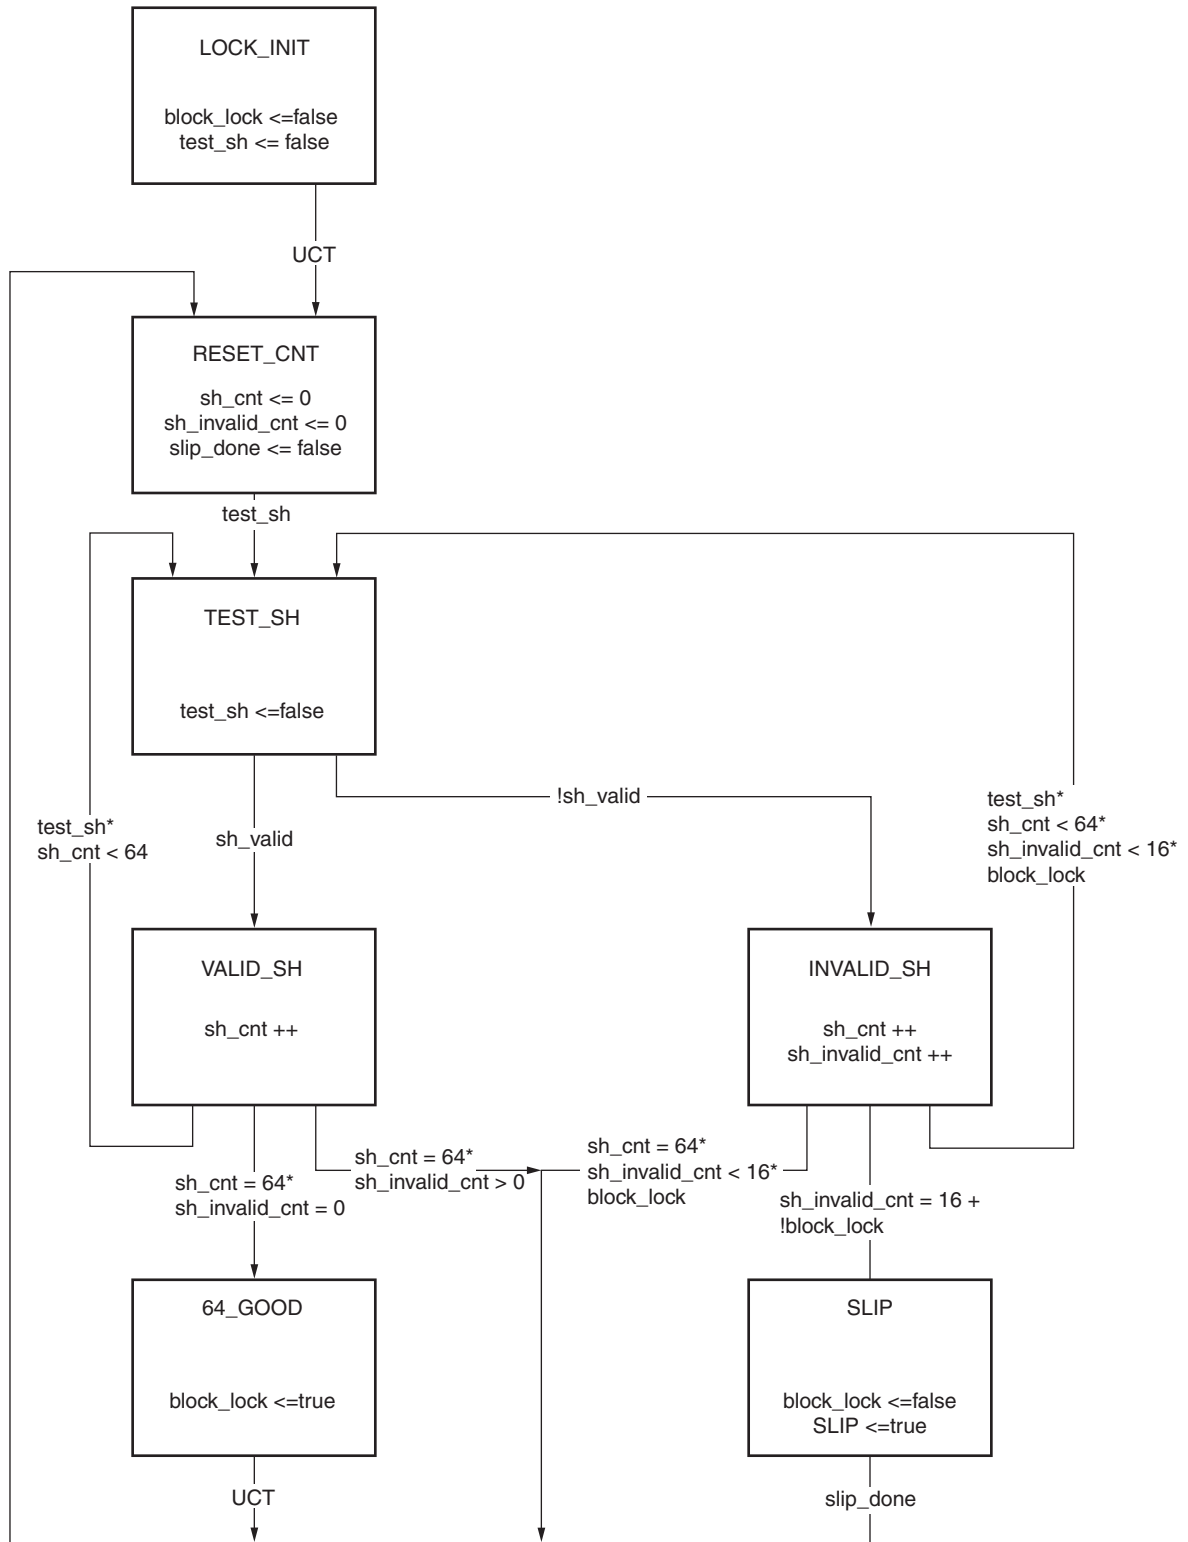 LOCK_INIT
block_lock <=false
test_sh <= false
UCT
RESET_CNT
sh_cnt <= 0
sh_invalid_cnt <= 0
slip_done <= false
test_sh
TEST_SH
test_sh <=false
!sh_valid
test_sh*
sh_cnt < 64
sh_valid
test_sh*
sh_cnt < 64*
sh_invalid_cnt < 16*
block_lock
VALID_SH
sh_cnt ++
INVALID_SH
sh_cnt ++
sh_invalid_cnt ++
sh_cnt = 64*
sh_invalid_cnt = 0
sh_cnt = 64*
sh_invalid_cnt > 0
sh_cnt = 64*
sh_invalid_cnt < 16*
block_lock
sh_invalid_cnt = 16 +
!block_lock
64_GOOD
block_lock <=true
SLIP
block_lock <=false
SLIP <=true
UCT
slip_done